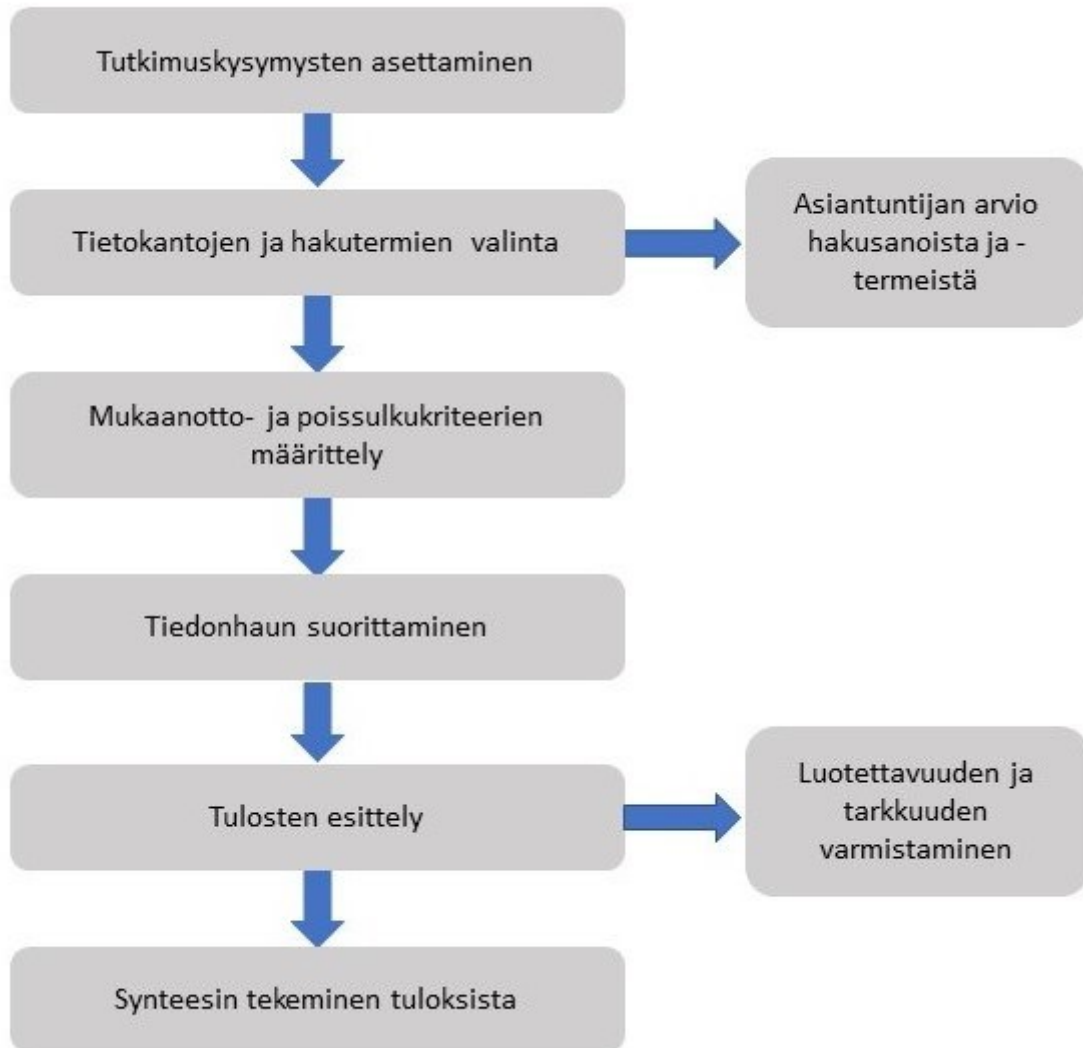 Tutkimuskysymysten asettaminen
Tietokantojen ja hakutermien valinta
Asiantuntijan arvio
hakusanoista ja -
termeistä
Mukaanotto- ja poissulkukriteerien
määrittely
Tiedonhaun suorittaminen
Tulosten esittely
Luotettavuuden ja
tarkkuuden
varmistaminen
Synteesin tekeminen tuloksista